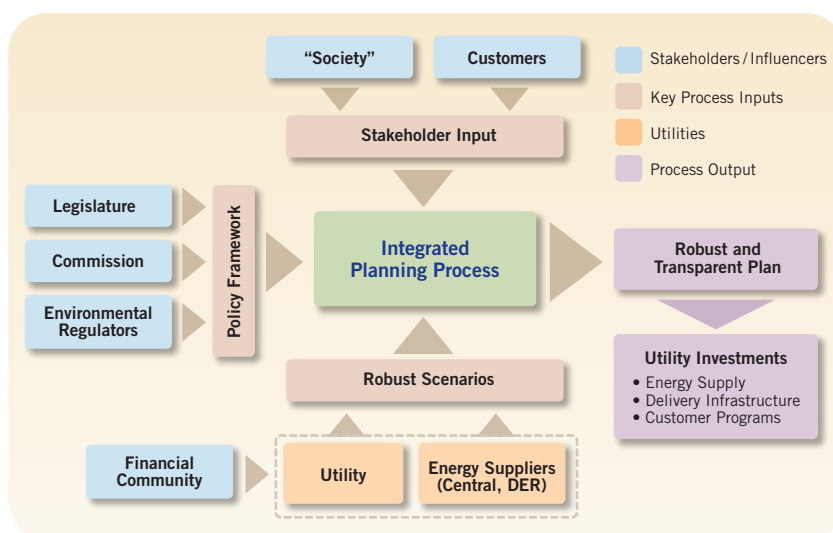 “Society”
Customers
Stakeholders / Influencers
Key Process Inputs
Utilities
Process Output
Stakeholder Input
Legislature
Commission
Environmental
Regulators
Policy Framework
Integrated
Planning Process
Robust and
Transparent Plan
Utility Investments
• Energy Supply
• Delivery Infrastructure
• Customer Programs
Robust Scenarios
Financial
Community
Utility
Energy Suppliers
(Central, DER)